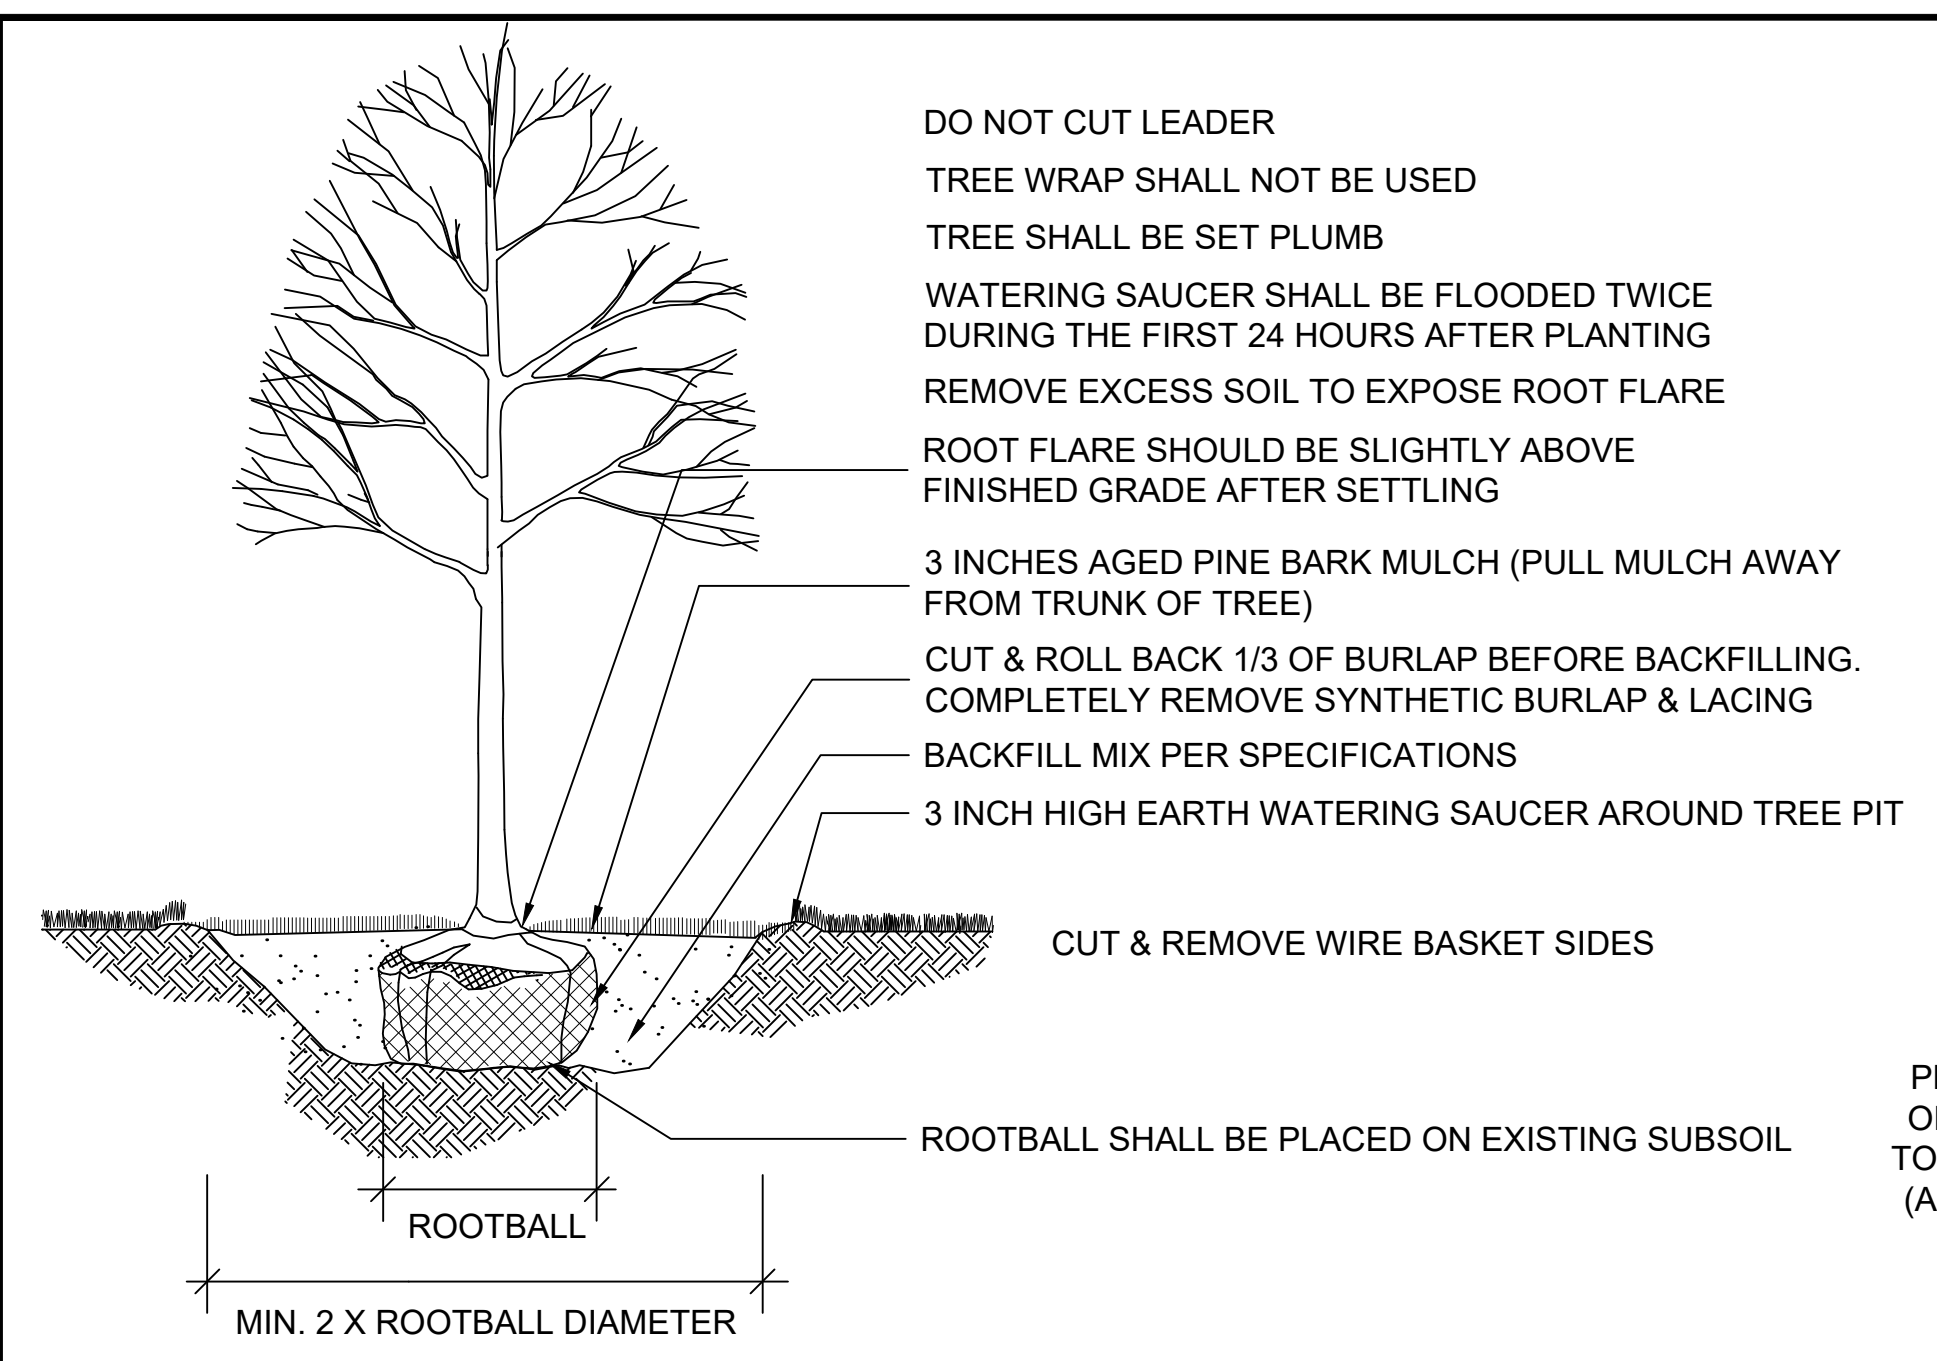 DO NOT CUT LEADER
TREE WRAP SHALL NOT BE USED
TREE SHALL BE SET PLUMB
WATERING SAUCER SHALL BE FLOODED TWICE
DURING THE FIRST 24 HOURS AFTER PLANTING
REMOVE EXCESS SOIL TO EXPOSE ROOT FLARE
ROOT FLARE SHOULD BE SLIGHTLY ABOVE
FINISHED GRADE AFTER SETTLING
3 INCHES AGED PINE BARK MULCH (PULL MULCH AWAY
FROM TRUNK OF TREE)
CUT & ROLL BACK 1/3 OF BURLAP BEFORE BACKFILLING.
COMPLETELY REMOVE SYNTHETIC BURLAP & LACING
BACKFILL MIX PER SPECIFICATIONS
3 INCH HIGH EARTH WATERING SAUCER AROUND TREE PIT
CUT & REMOVE WIRE BASKET SIDES
ROOTBALL SHALL BE PLACED ON EXISTING SUBSOIL
TO
(A
ROOTBALL
MIN. 2 X ROOTBALL DIAMETER